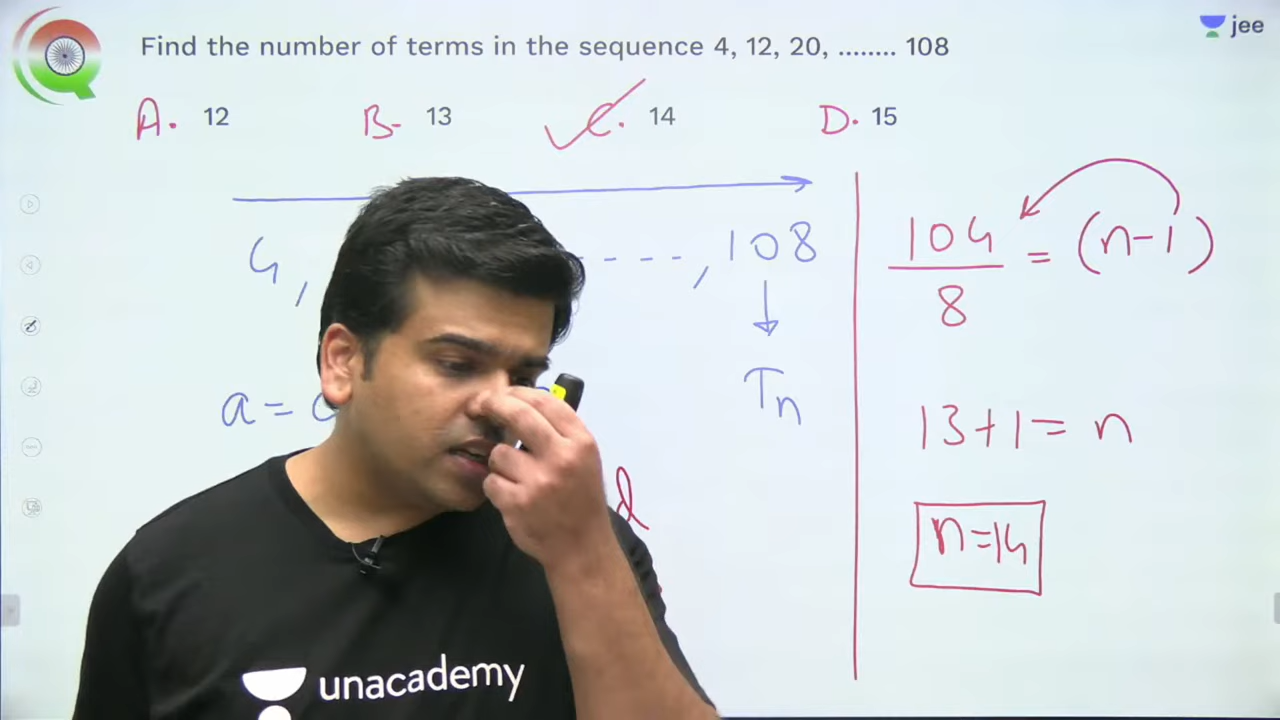 jee
Find the number of terms in the sequence 4, 12, 20, ........ 108
A. 12 B. 13 C. 14 D. 15
4, ----, 108
Tn
a =
d
104 / 8 = (n-1)
13+1 = n
n=14
unacademy